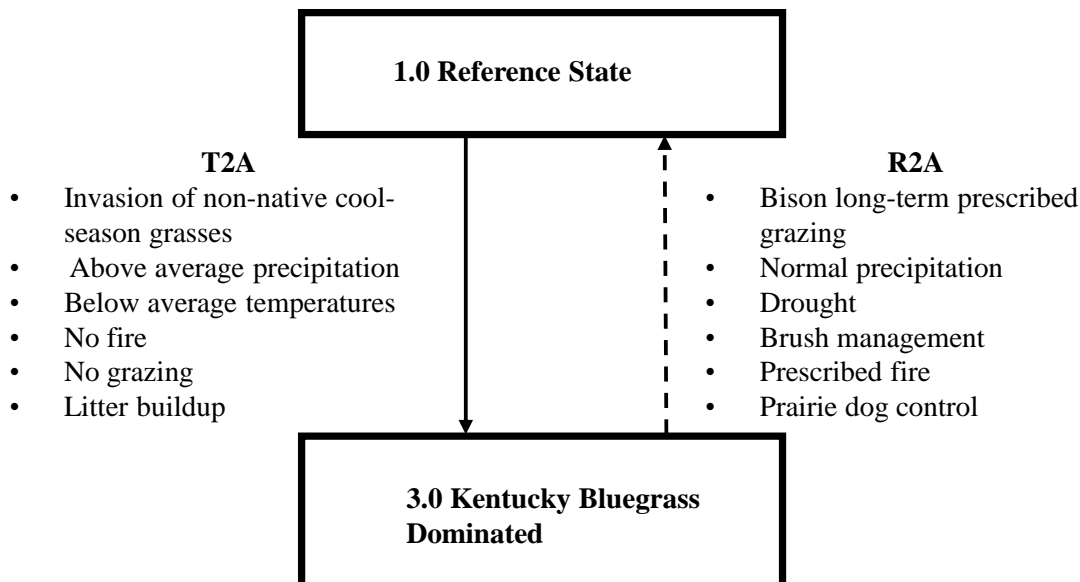 1.0 Reference State
T2A
• Invasion of non-native cool-
season grasses
• Above average precipitation
• Below average temperatures
• No fire
• No grazing
• Litter buildup
R2A
• Bison long-term prescribed
grazing
• Normal precipitation
• Drought
• Brush management
• Prescribed fire
• Prairie dog control
3.0 Kentucky Bluegrass
Dominated